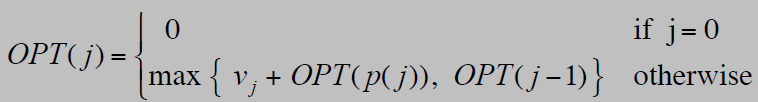 0 if j = 0
OPT(j) =
max { v_j + OPT(p(j)), OPT(j−1)} otherwise